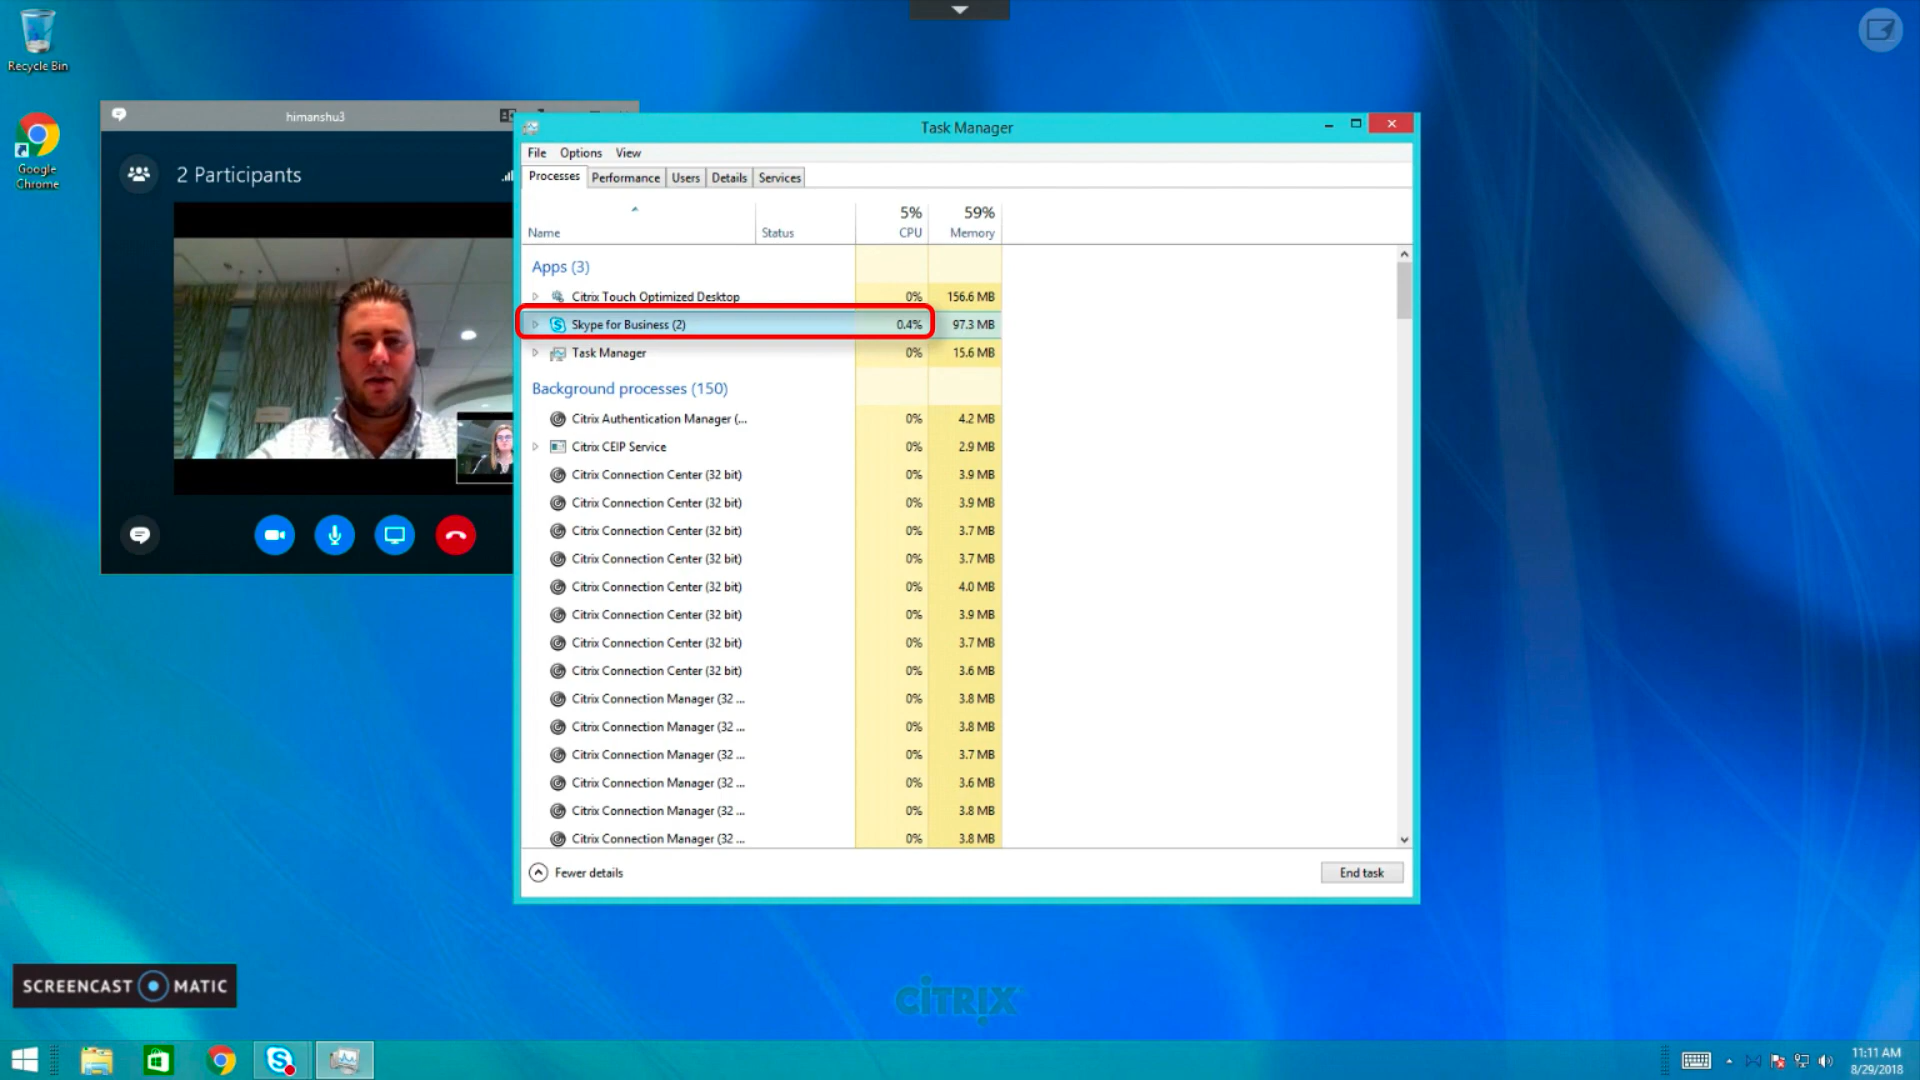 Recycle Bin
Google
Chrome
himanshu3
2 Participants
Task Manager
File Options View
Processes Performance Users Details Services
5% 59%
Name Status CPU Memory
Apps (3)
Citrix Touch Optimized Desktop 0% 156.6 MB
Skype for Business (2) 0.4% 97.3 MB
Task Manager 0% 15.6 MB
Background processes (150)
Citrix Authentication Manager (... 0% 4.2 MB
Citrix CEIP Service 0% 2.9 MB
Citrix Connection Center (32 bit) 0% 3.9 MB
Citrix Connection Center (32 bit) 0% 3.9 MB
Citrix Connection Center (32 bit) 0% 3.7 MB
Citrix Connection Center (32 bit) 0% 3.7 MB
Citrix Connection Center (32 bit) 0% 4.0 MB
Citrix Connection Center (32 bit) 0% 3.9 MB
Citrix Connection Center (32 bit) 0% 3.7 MB
Citrix Connection Center (32 bit) 0% 3.6 MB
Citrix Connection Manager (32 ... 0% 3.8 MB
Citrix Connection Manager (32 ... 0% 3.8 MB
Citrix Connection Manager (32 ... 0% 3.7 MB
Citrix Connection Manager (32 ... 0% 3.6 MB
Citrix Connection Manager (32 ... 0% 3.8 MB
Citrix Connection Manager (32 ... 0% 3.8 MB
Fewer details End task
SCREENCAST MATIC
CİTRIX
11:11 AM
8/29/2018